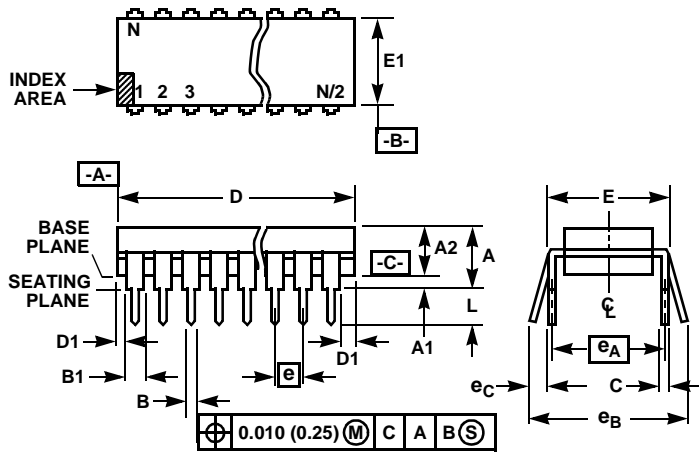 N
E1
INDEX
AREA
1 2 3 N/2
-B-
-A-
D
E
BASE
PLANE
A2
A
-C-
SEATING
PLANE
L
C
L
D1
A1
D1
eA
B1
e
eC
C
B
eB
0.010 (0.25) M C A B S